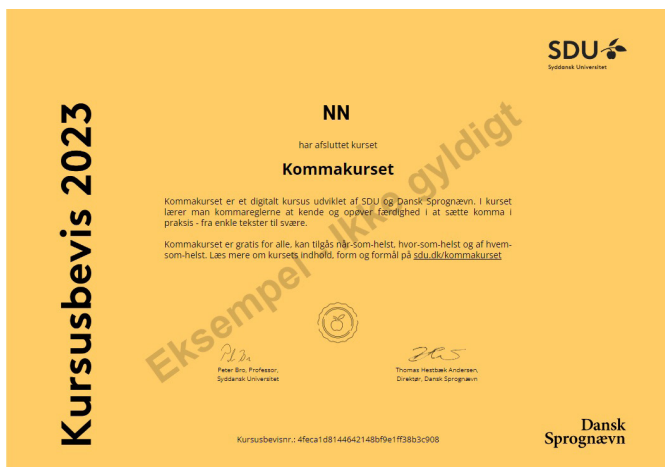 SDU
Syddansk Universitet
Kursusbevis 2023
NN
har afsluttet kurset
Kommakurset
Kommakurset er et digitalt kursus udviklet af SDU og Dansk Sprognævn. I kurset
lærer man kommareglerne at kende og opøver færdighed i at sætte komma i
praksis - fra enkle tekster til svære.
Kommakurset er gratis for alle, kan tilgås når-som-helst, hvor-som-helst og af hvem-
som-helst. Læs mere om kursets indhold, form og formål på sdu.dk/kommakurset
Eksempel - Ikke gyldigt
Peter Bro, Professor,
Syddansk Universitet
Thomas Hestbæk Andersen,
Direktør, Dansk Sprognævn
Kursusbevisnr.: 4feca1d8144642148bf9e1ff38b3c908
Dansk
Sprognævn